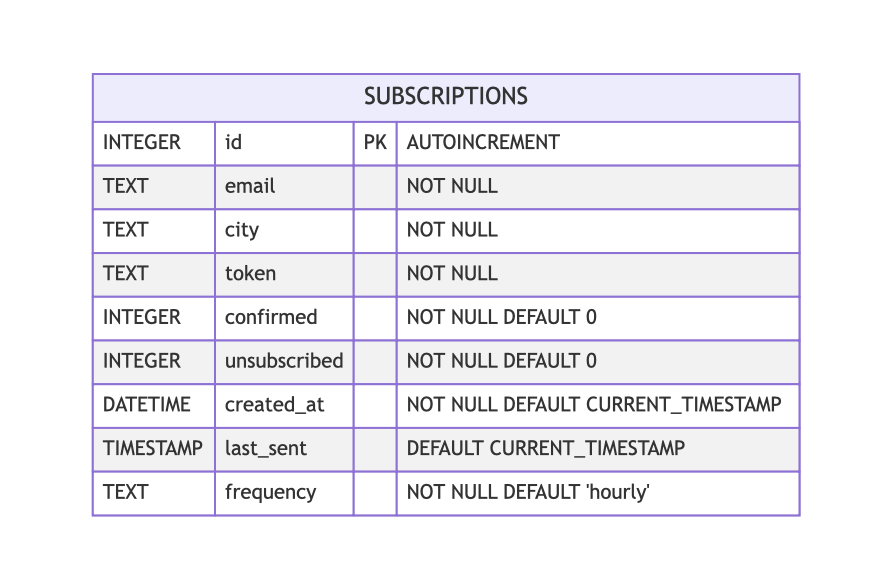 SUBSCRIPTIONS
INTEGER id PK AUTOINCREMENT
TEXT email NOT NULL
TEXT city NOT NULL
TEXT token NOT NULL
INTEGER confirmed NOT NULL DEFAULT 0
INTEGER unsubscribed NOT NULL DEFAULT 0
DATETIME created_at NOT NULL DEFAULT CURRENT_TIMESTAMP
TIMESTAMP last_sent DEFAULT CURRENT_TIMESTAMP
TEXT frequency NOT NULL DEFAULT 'hourly'